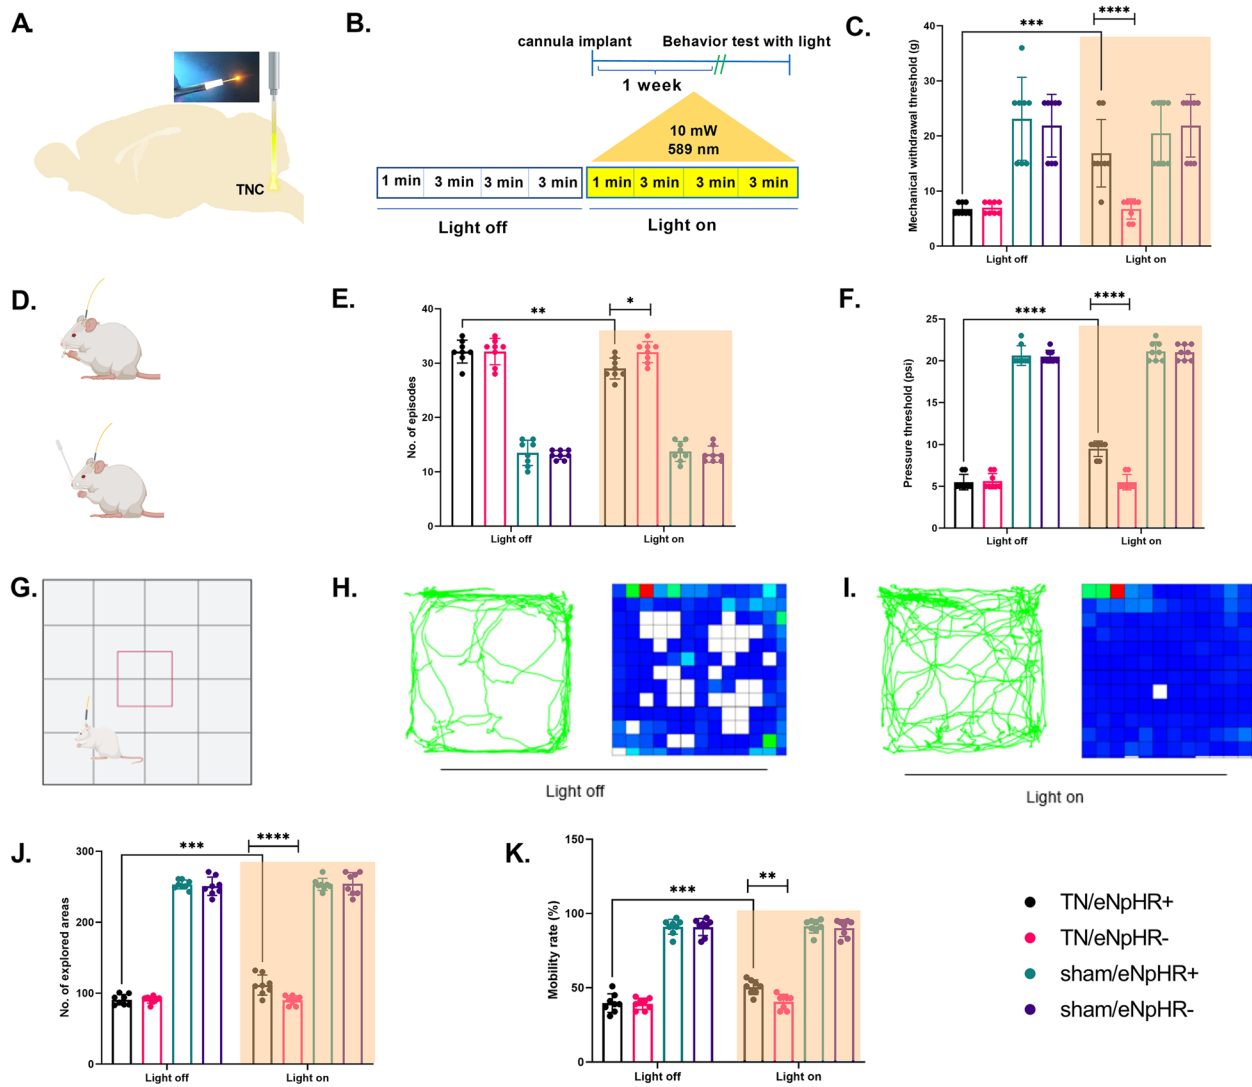 A.
TNC
B.
cannula implant
Behavior test with light
1 week
10 mW
589 nm
1 min 3 min 3 min 3 min
1 min 3 min 3 min 3 min
Light off
Light on
C.
Mechanical withdrawal threshold (g)
40
30
20
10
0
***
****
Light off
Light on
D.
E.
No. of episodes
40
30
20
10
0
**
*
Light off
Light on
F.
Pressure threshold (psi)
25
20
15
10
5
0
****
****
Light off
Light on
G.
H.
Light off
I.
Light on
J.
No. of explored areas
300
200
100
0
***
****
Light off
Light on
K.
Mobility rate (%)
150
100
50
0
***
**
Light off
Light on
TN/eNpHR+
TN/eNpHR-
sham/eNpHR+
sham/eNpHR-